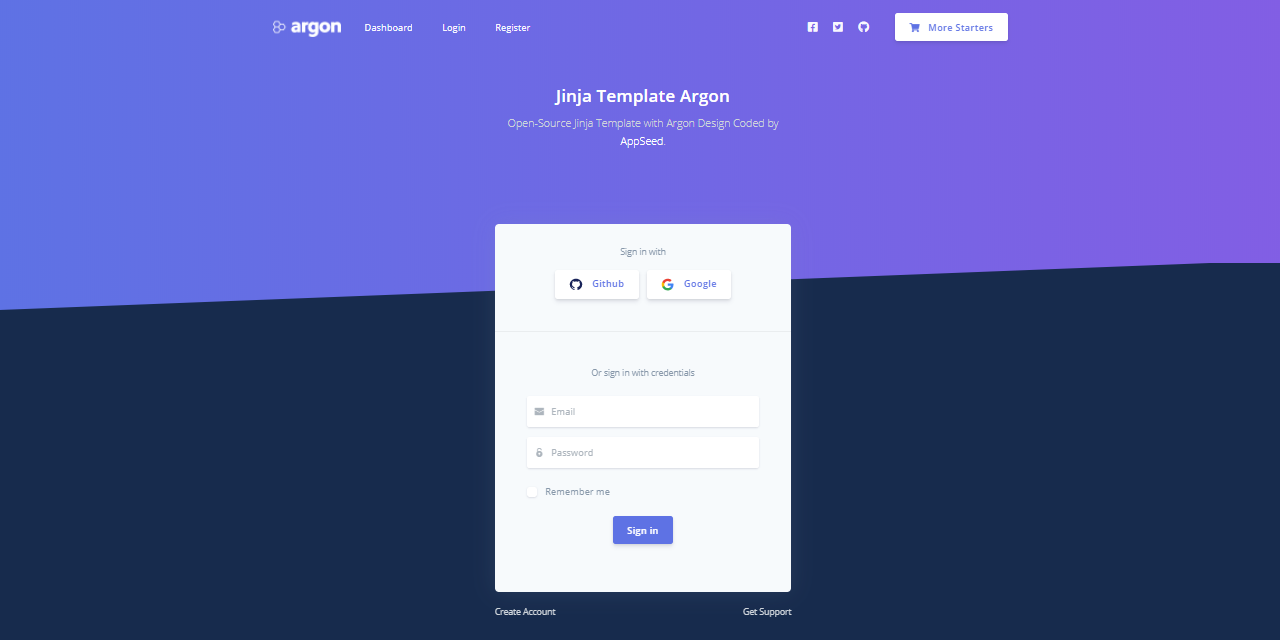 argon Dashboard Login Register More Starters
Jinja Template Argon
Open-Source Jinja Template with Argon Design Coded by
AppSeed.
Sign in with
Github Google
Or sign in with credentials
Email
Password
Remember me
Sign in
Create Account Get Support